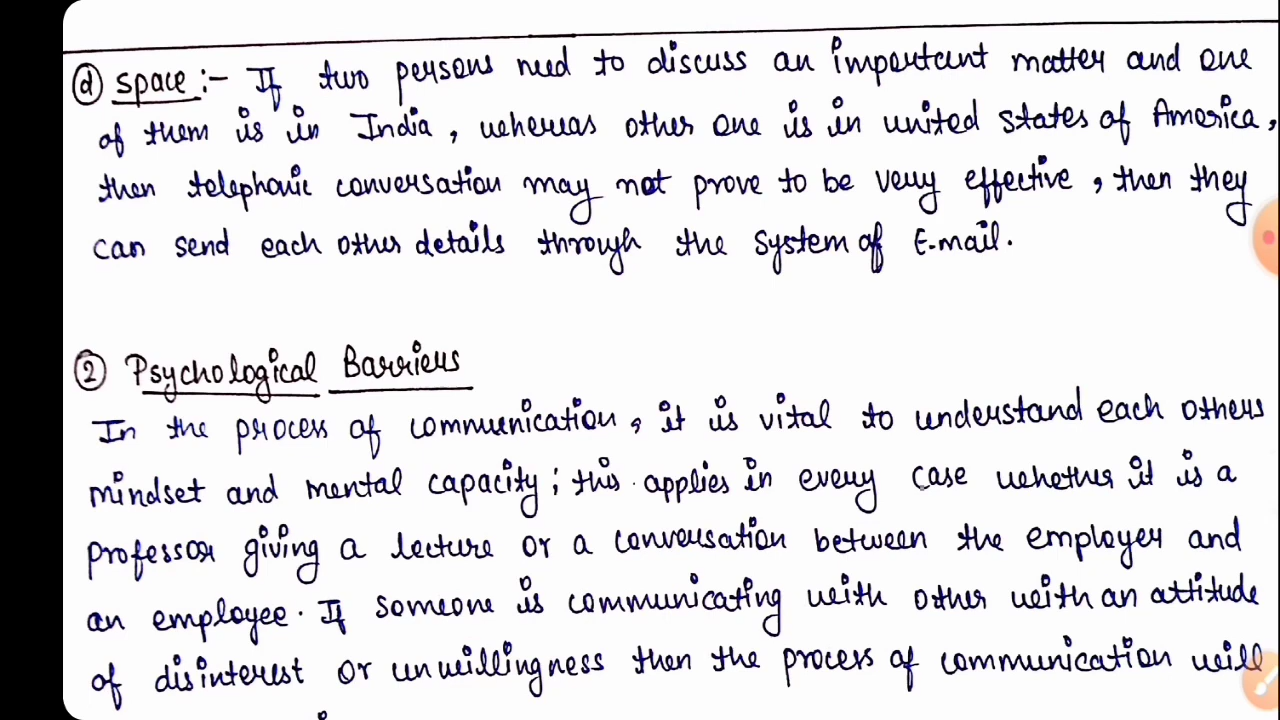 (d) Space :- If two persons need to discuss an important matter and one
of them is in India, whereas other one is in united states of America,
then telephonic conversation may not prove to be very effective, then they
can send each other details through the system of E-mail.
(2) Psychological Barriers
In the process of communication, it is vital to understand each others
mindset and mental capacity; this applies in every case whether it is a
professor giving a lecture or a conversation between the employer and
an employee. If someone is communicating with other with an attitude
of disinterest or unwillingness then the process of communication will